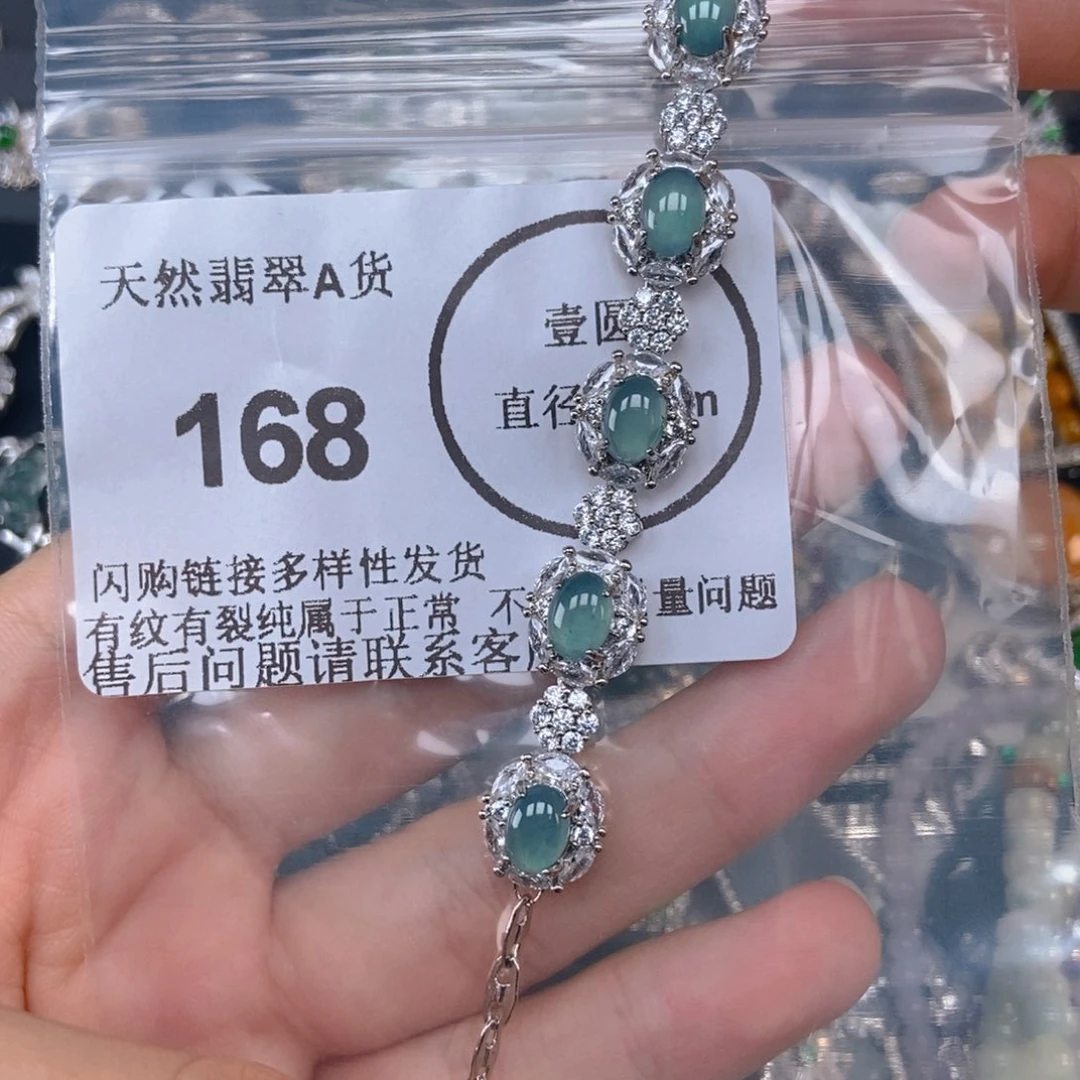 天然翡翠A货
168
壹圆
直径
闪购链接多样性发货
有纹有裂纯属于正常 不 量问题
售后问题请联系客